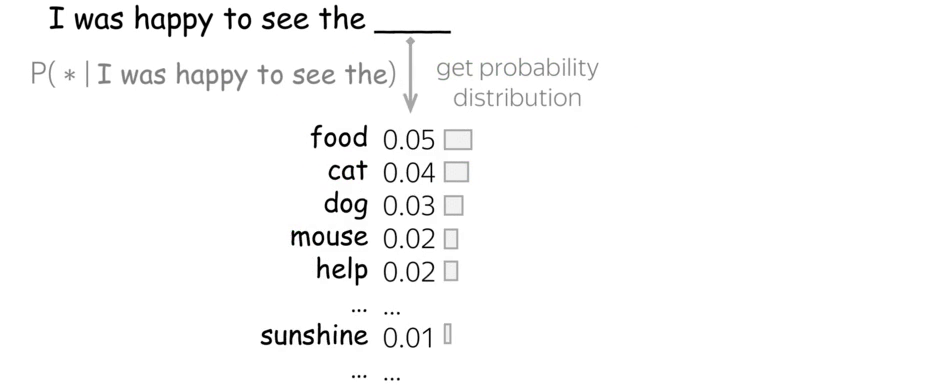 I was happy to see the _____
P( * | I was happy to see the)
get probability
distribution
food 0.05
cat 0.04
dog 0.03
mouse 0.02
help 0.02
... ...
sunshine 0.01
... ...